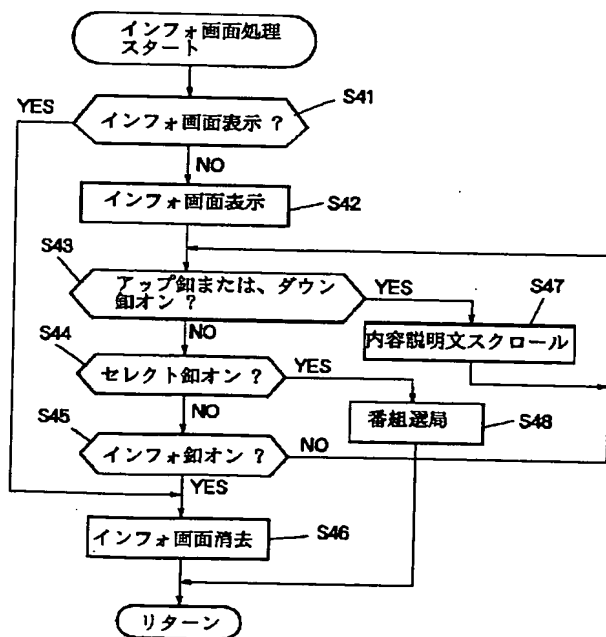 インフォ画面処理
スタート
S41
YES
インフォ画面表示 ?
NO
インフォ画面表示
S42
S43
アップ釦または、ダウン
釦オン ?
YES
S47
NO
内容説明文スクロール
S44
セレクト釦オン ?
YES
NO
番組選局
S48
S45
インフォ釦オン ?
NO
YES
インフォ画面消去
S46
リターン